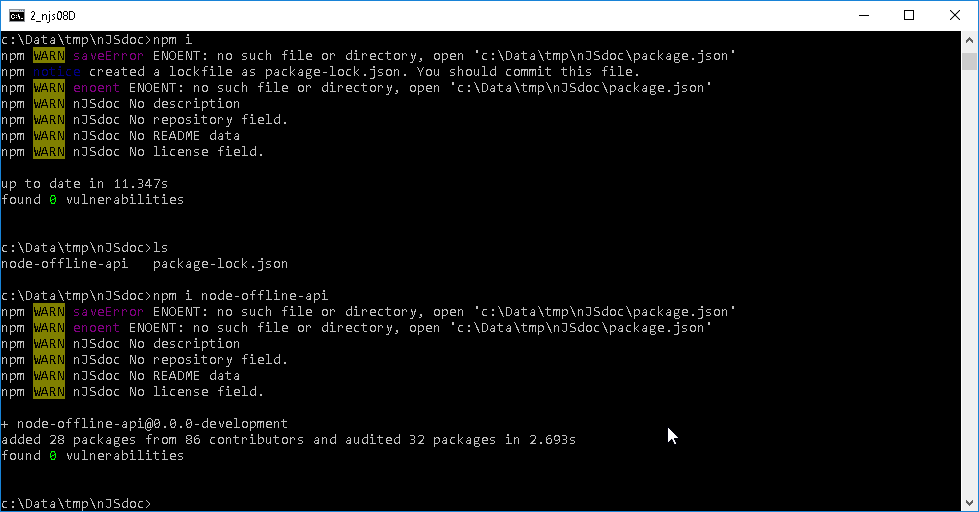 2_njs08D
c:\Data\tmp\nJSdoc>npm i
npm WARN saveError ENOENT: no such file or directory, open 'c:\Data\tmp\nJSdoc\package.json'
npm notice created a lockfile as package-lock.json. You should commit this file.
npm WARN enoent ENOENT: no such file or directory, open 'c:\Data\tmp\nJSdoc\package.json'
npm WARN nJSdoc No description
npm WARN nJSdoc No repository field.
npm WARN nJSdoc No README data
npm WARN nJSdoc No license field.
up to date in 11.347s
found 0 vulnerabilities
c:\Data\tmp\nJSdoc>ls
node-offline-api   package-lock.json
c:\Data\tmp\nJSdoc>npm i node-offline-api
npm WARN saveError ENOENT: no such file or directory, open 'c:\Data\tmp\nJSdoc\package.json'
npm WARN enoent ENOENT: no such file or directory, open 'c:\Data\tmp\nJSdoc\package.json'
npm WARN nJSdoc No description
npm WARN nJSdoc No repository field.
npm WARN nJSdoc No README data
npm WARN nJSdoc No license field.
+ node-offline-api@0.0.0-development
added 28 packages from 86 contributors and audited 32 packages in 2.693s
found 0 vulnerabilities
c:\Data\tmp\nJSdoc>